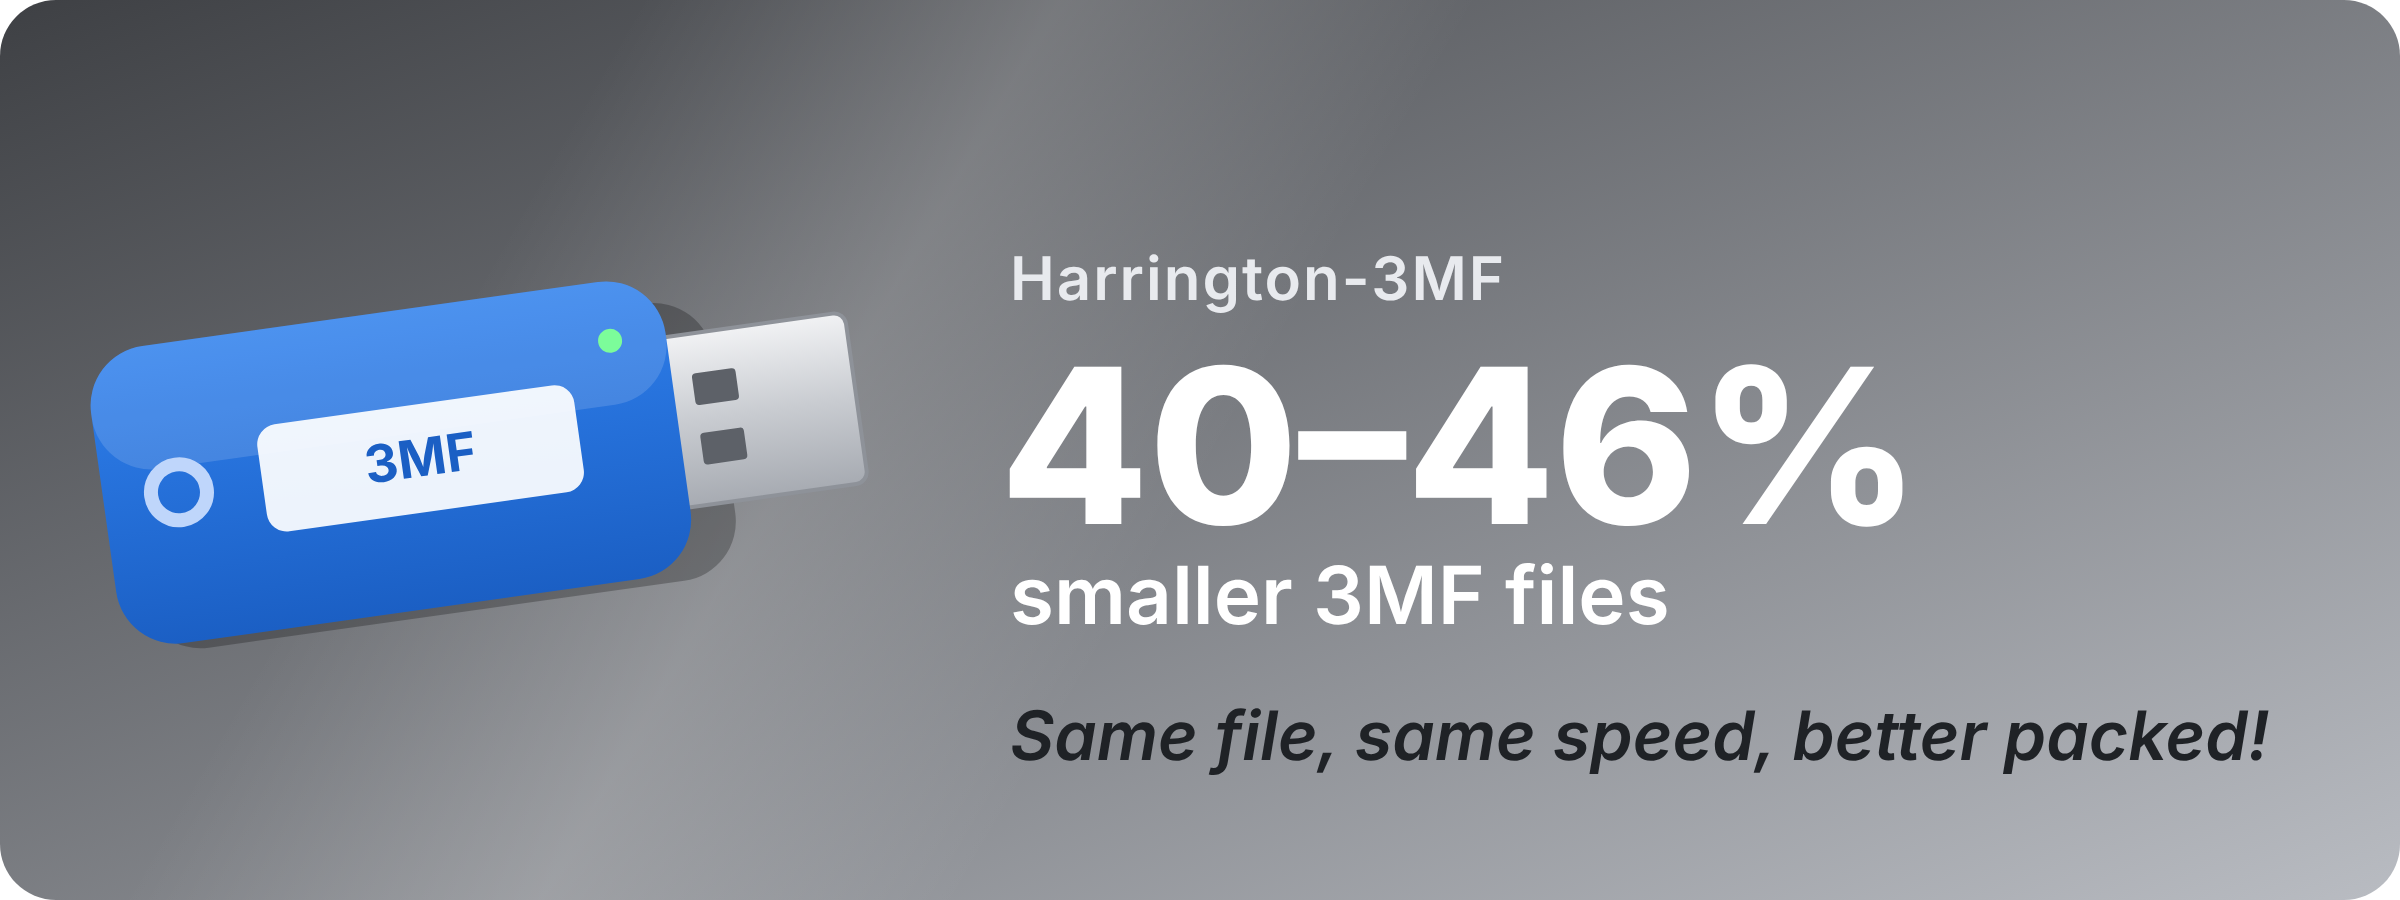 3MF
Harrington-3MF
40–46%
smaller 3MF files
Same file, same speed, better packed!